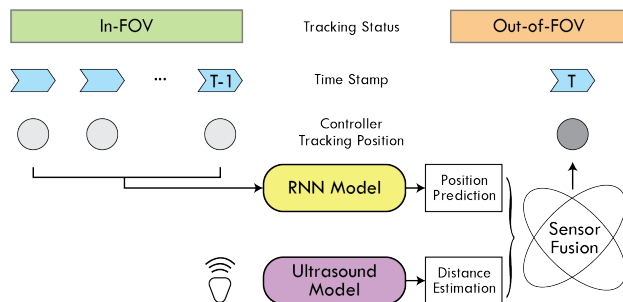 In-FOV
Tracking Status
Out-of-FOV
... T-1
Time Stamp
T
Controller
Tracking Position
RNN Model
Position
Prediction
Sensor
Fusion
Ultrasound
Model
Distance
Estimation